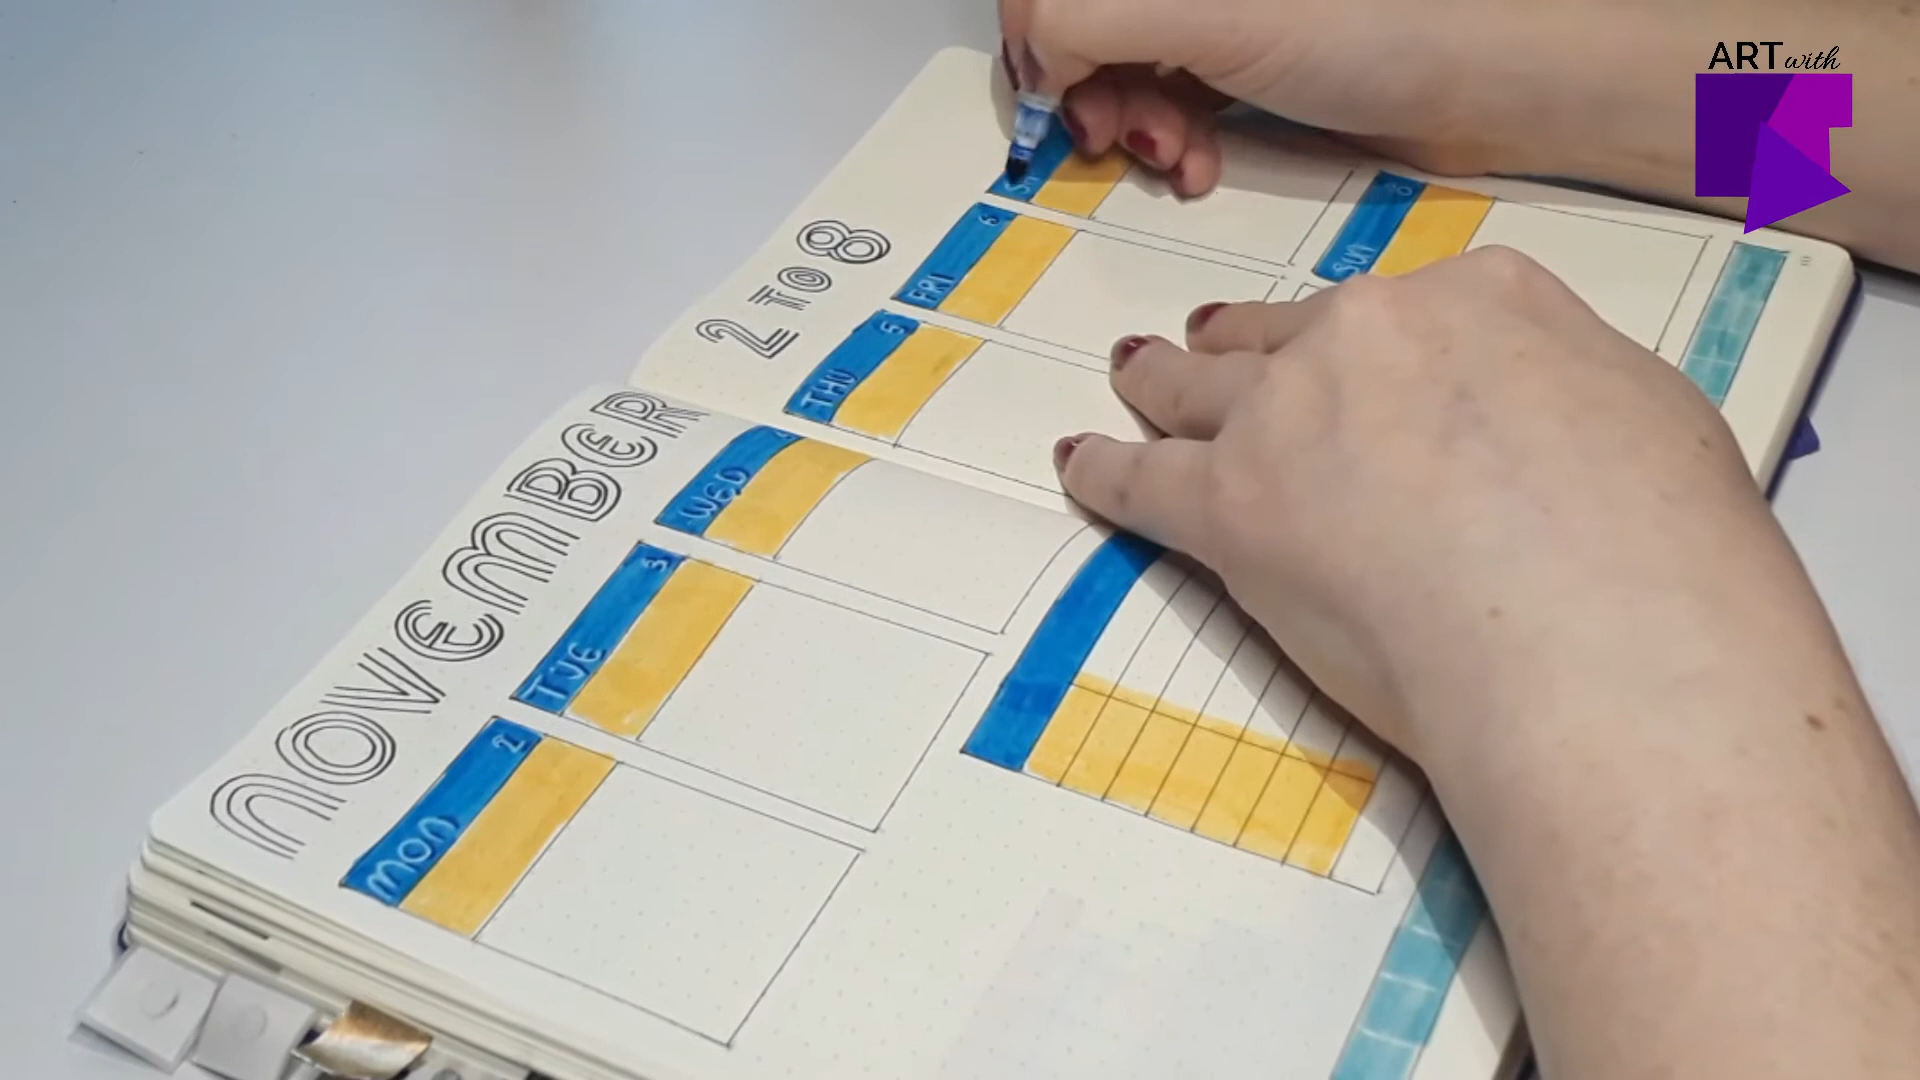 ART with
NOVEMBER
2 TO 8
MON 2
TUE 3
WED
THU 5
FRI 6
SUN